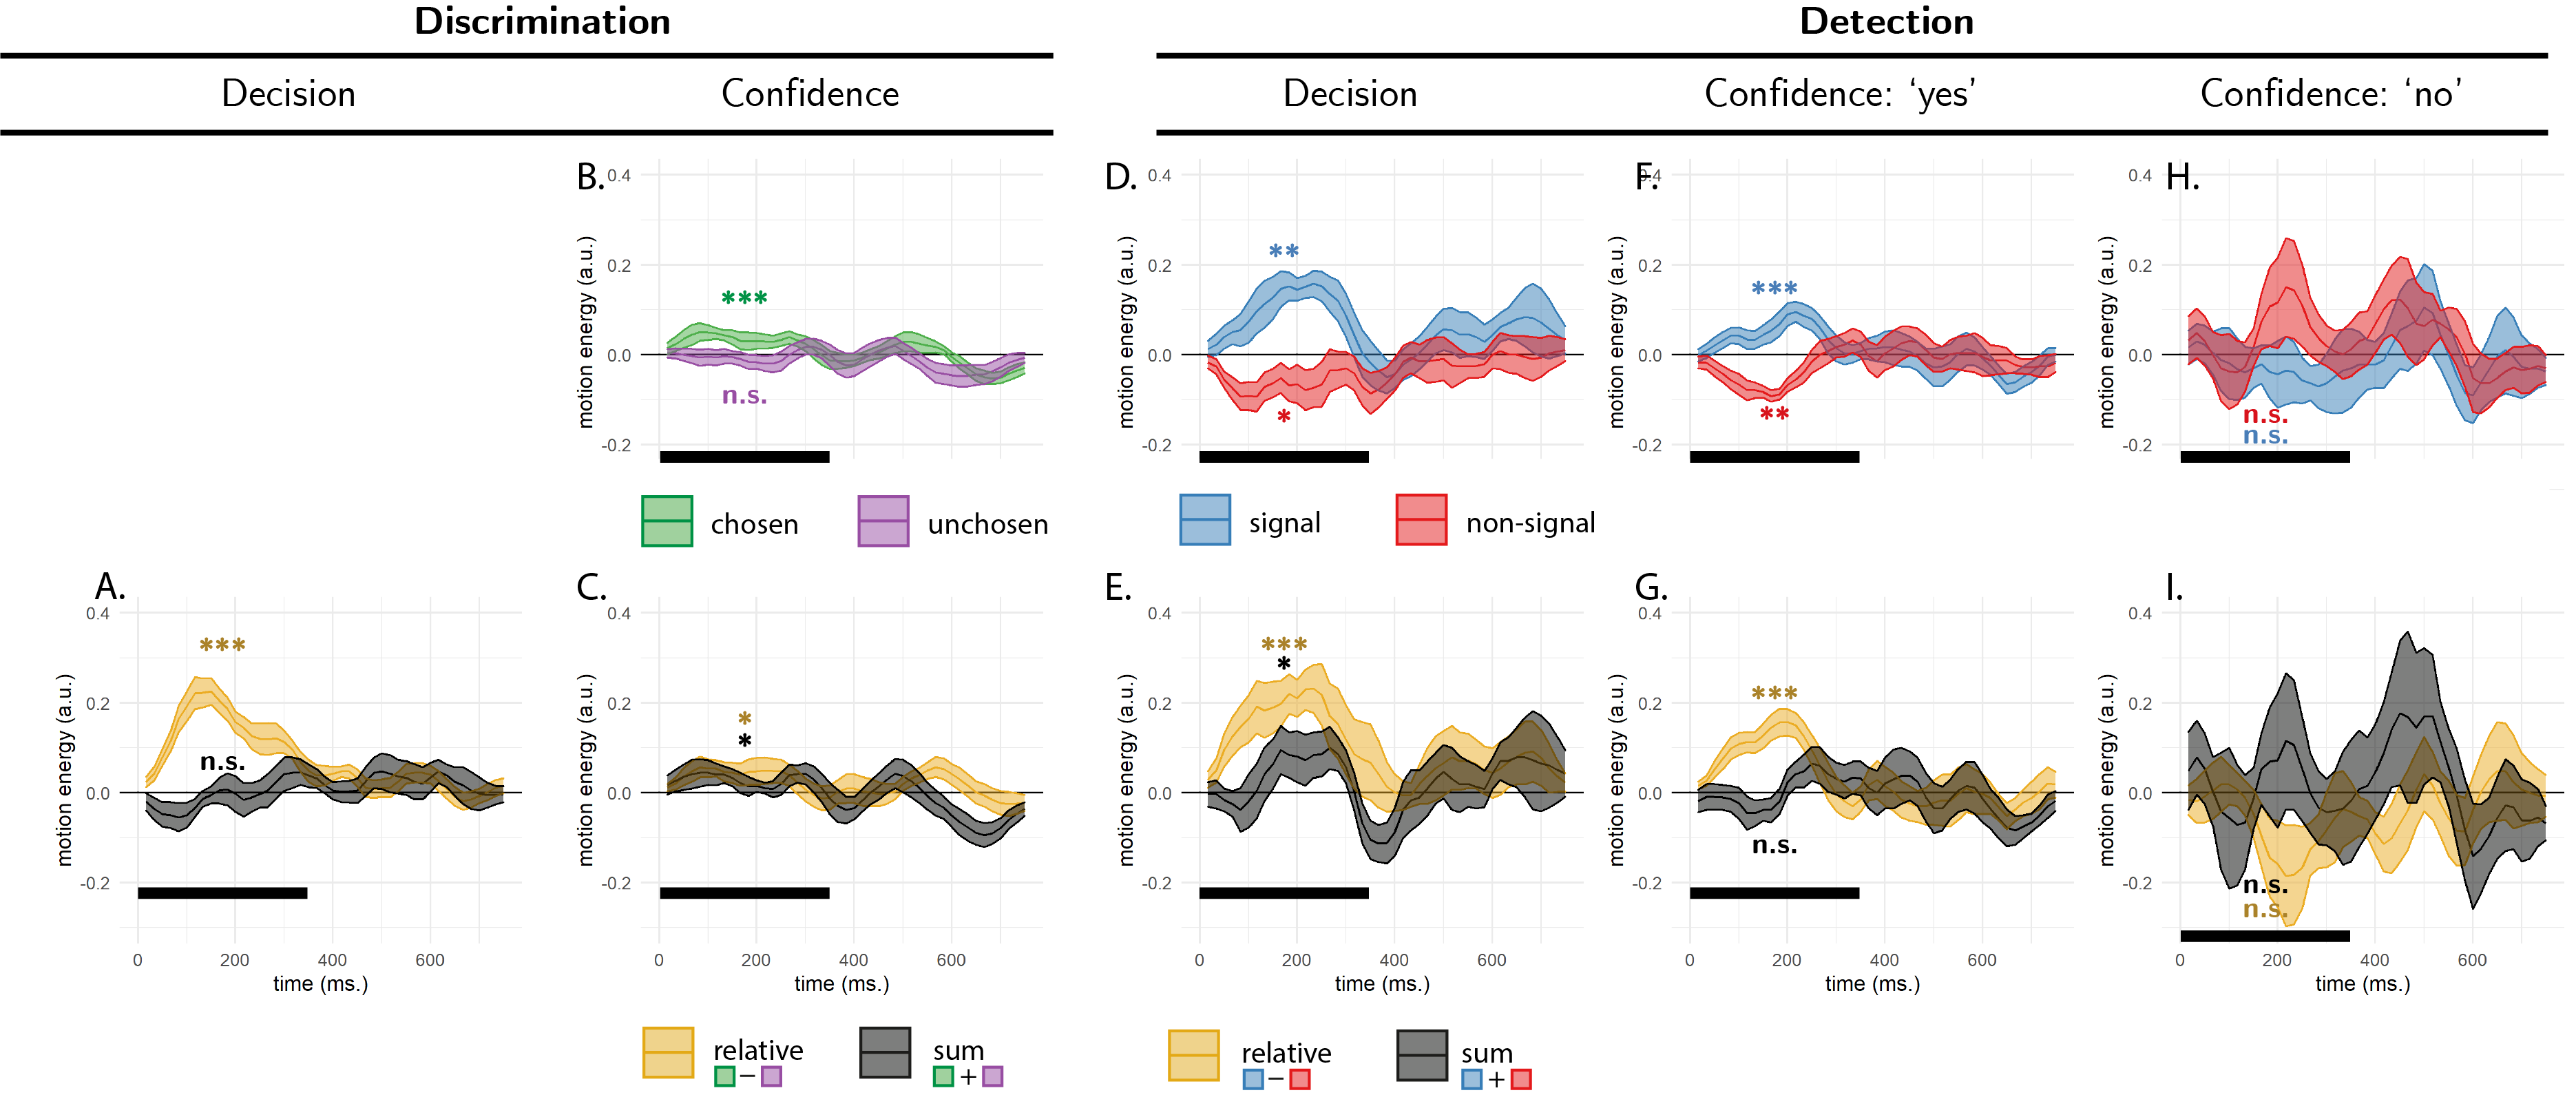 Discrimination
Detection
Decision
Confidence
Decision
Confidence: ‘yes’
Confidence: ‘no’
B.
0.4
0.2
0.0
-0.2
motion energy (a.u.)
***
n.s.
D.
0.4
0.2
0.0
-0.2
motion energy (a.u.)
**
*
F.
0.4
0.2
0.0
-0.2
motion energy (a.u.)
***
**
H.
0.4
0.2
0.0
-0.2
motion energy (a.u.)
n.s.
n.s.
chosen
unchosen
signal
non-signal
A.
0.4
0.2
0.0
-0.2
motion energy (a.u.)
***
n.s.
0 200 400 600
time (ms.)
C.
0.4
0.2
0.0
-0.2
motion energy (a.u.)
*
*
0 200 400 600
time (ms.)
E.
0.4
0.2
0.0
-0.2
motion energy (a.u.)
***
*
0 200 400 600
time (ms.)
G.
0.4
0.2
0.0
-0.2
motion energy (a.u.)
***
n.s.
0 200 400 600
time (ms.)
I.
0.4
0.2
0.0
-0.2
motion energy (a.u.)
n.s.
n.s.
0 200 400 600
time (ms.)
relative
−
sum
+
relative
−
sum
+